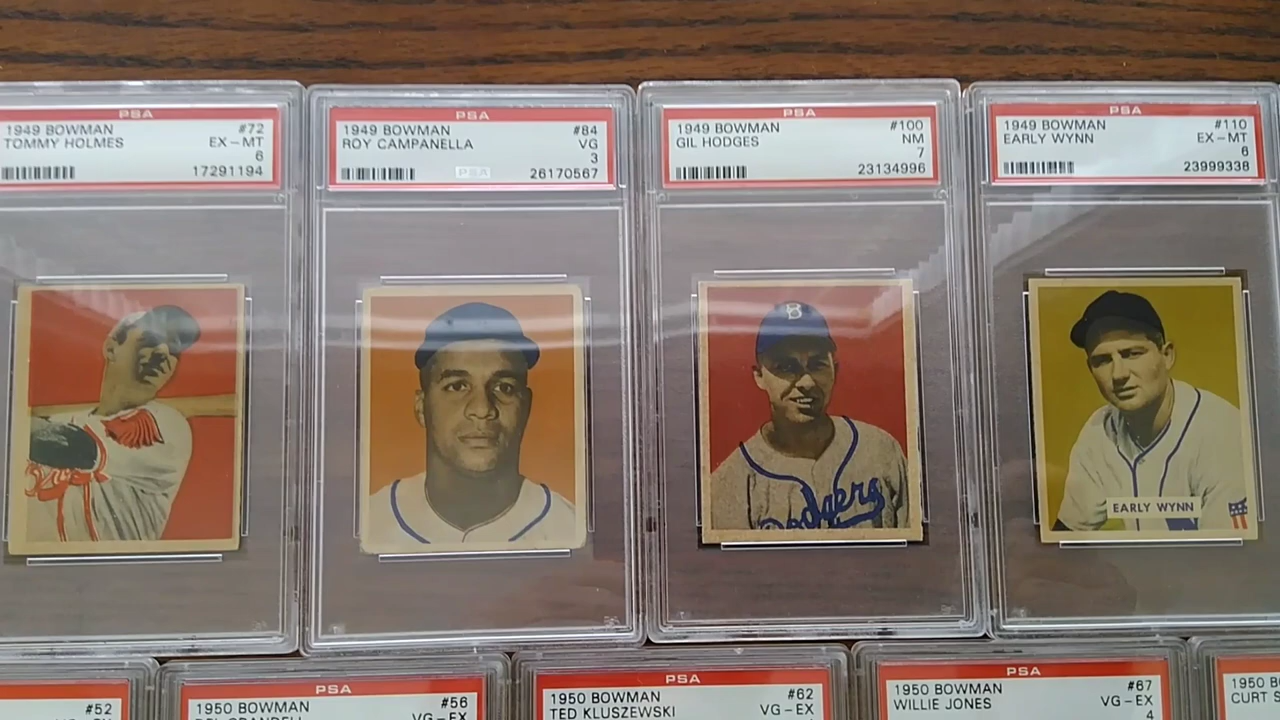 PSA
1949 BOWMAN #72
TOMMY HOLMES EX-MT
6
17291194
PSA
1949 BOWMAN #84
ROY CAMPANELLA VG
3
PSA 26170567
PSA
1949 BOWMAN #100
GIL HODGES NM
7
23134996
PSA
1949 BOWMAN #110
EARLY WYNN EX-MT
6
23999338
B
Dodgers
EARLY WYNN
#52
PSA
1950 BOWMAN #56
VG-EX
PSA
1950 BOWMAN #62
TED KLUSZEWSKI VG-EX
PSA
1950 BOWMAN #67
WILLIE JONES VG-EX
4
1950 B
CURT S